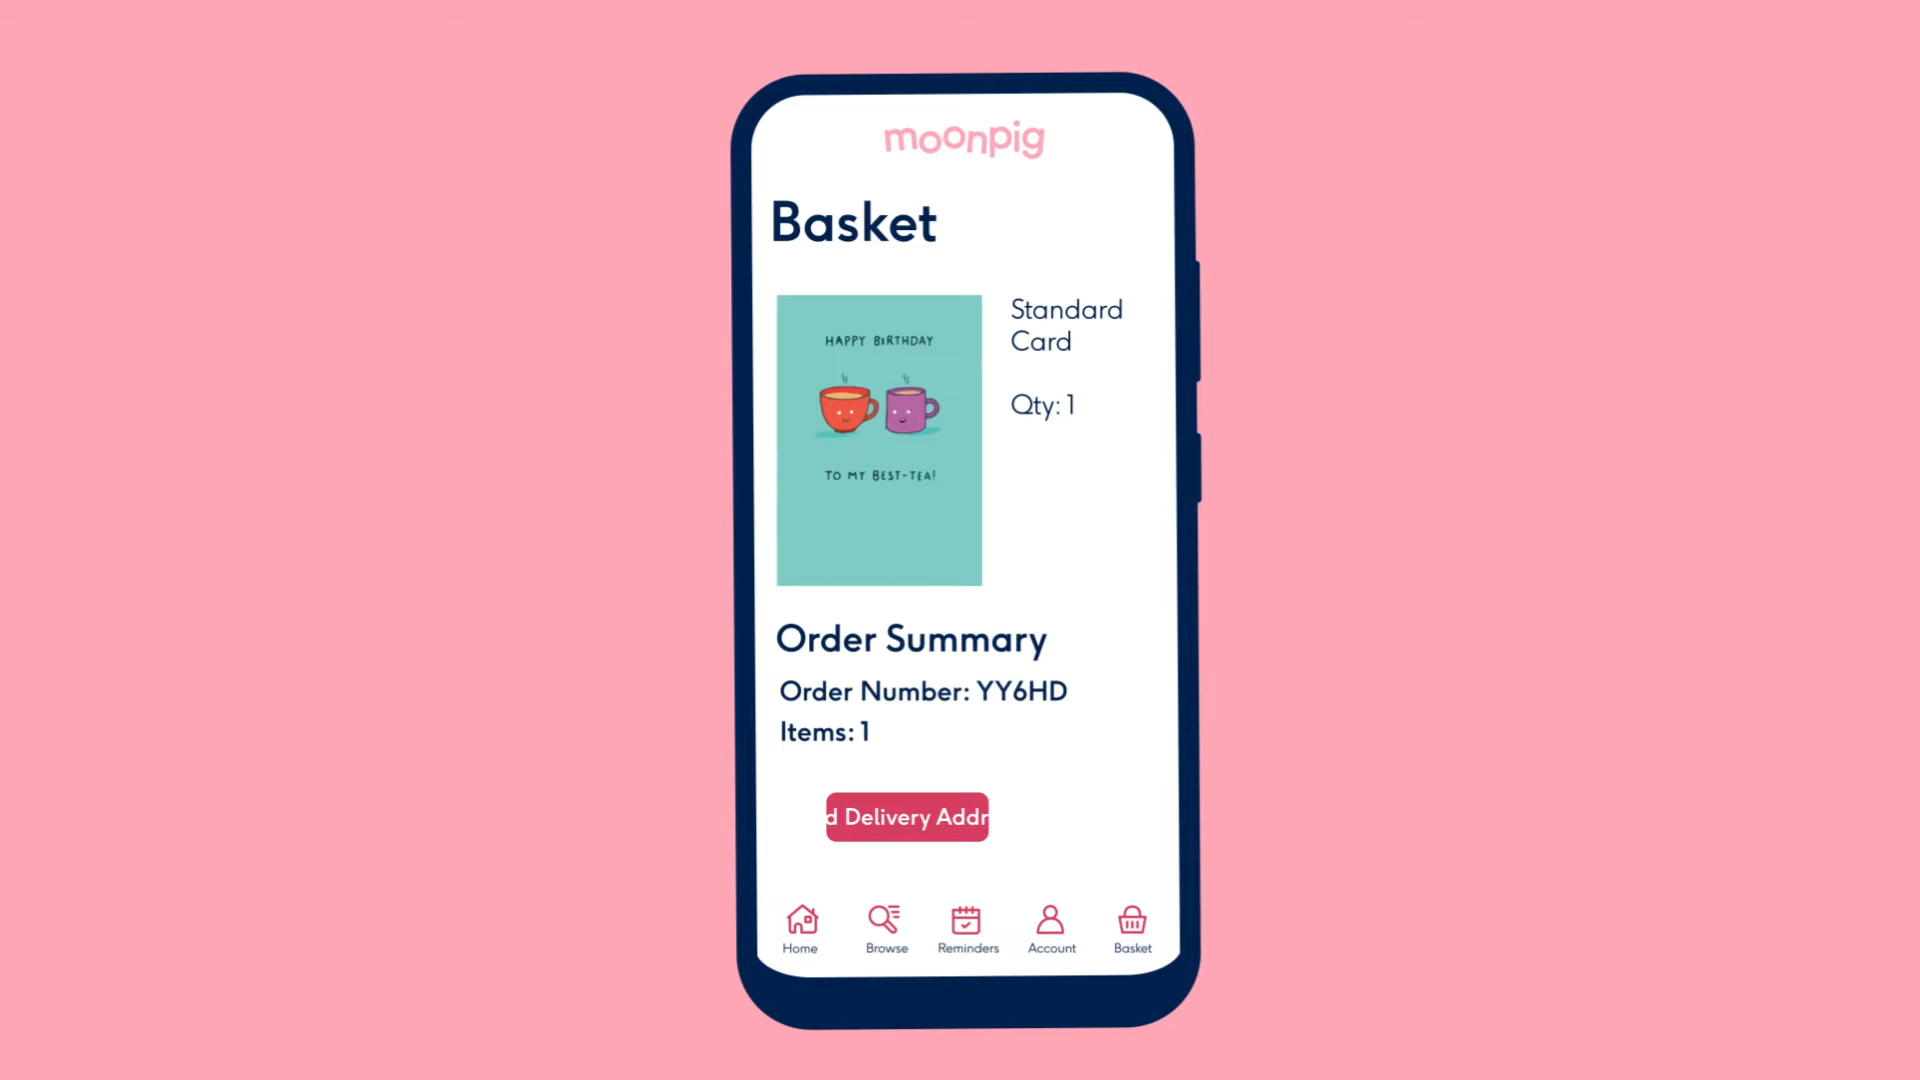 moonpig
Basket
HAPPY BIRTHDAY
TO MY BEST-TEA!
Standard
Card
Qty: 1
Order Summary
Order Number: YY6HD
Items: 1
d Delivery Addr
Home
Browse
Reminders
Account
Basket